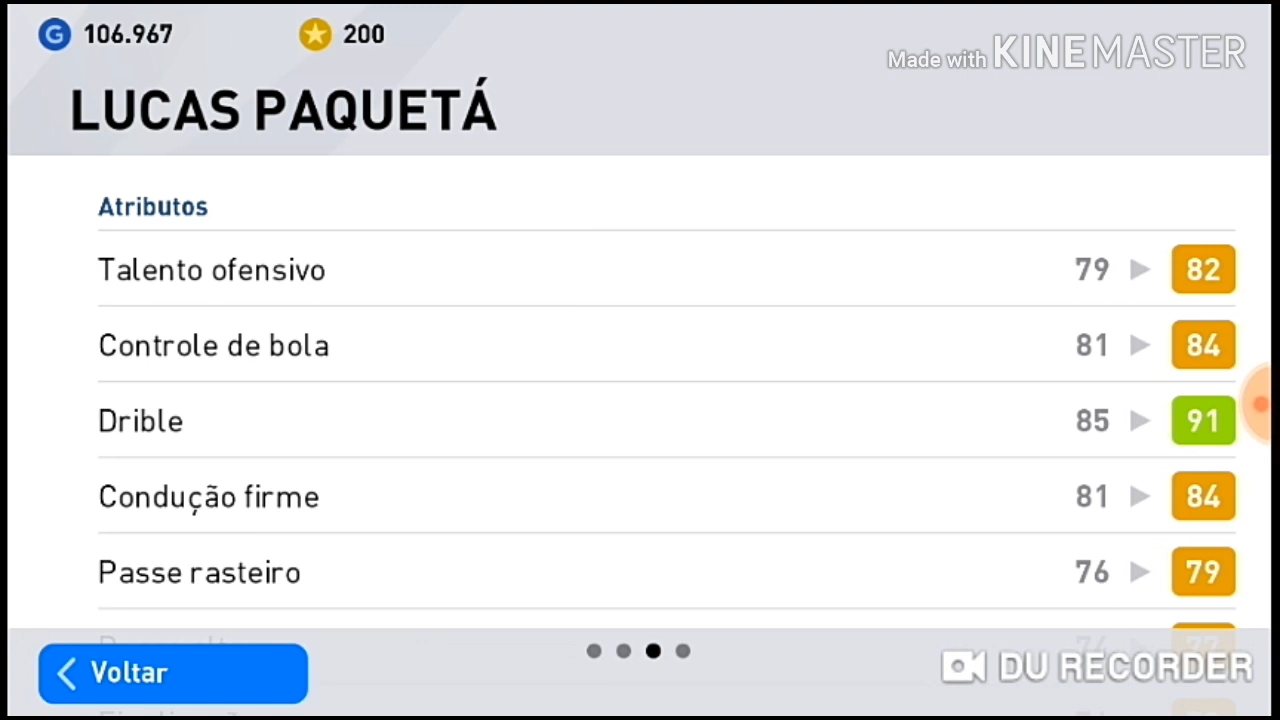 G 106.967 200
Made with KINEMASTER
LUCAS PAQUETÁ
Atributos
Talento ofensivo 79 82
Controle de bola 81 84
Drible 85 91
Condução firme 81 84
Passe rasteiro 76 79
Voltar
DU RECORDER